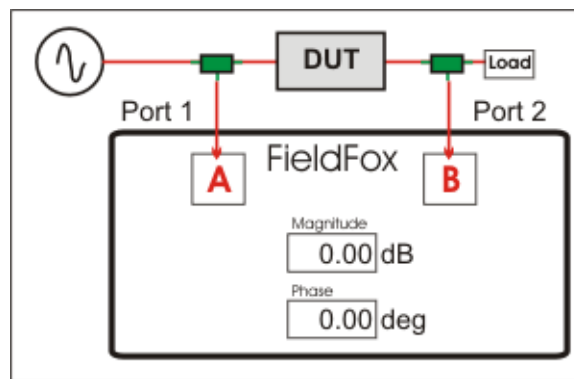 DUT
Load
Port 1
Port 2
FieldFox
A
B
Magnitude
0.00 dB
Phase
0.00 deg